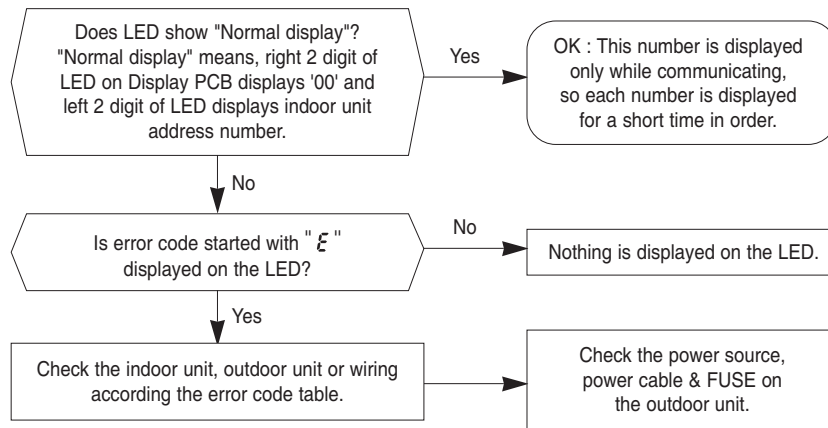 Does LED show "Normal display"?
"Normal display" means, right 2 digit of
LED on Display PCB displays '00' and
left 2 digit of LED displays indoor unit
address number.
Yes
OK : This number is displayed
only while communicating,
so each number is displayed
for a short time in order.
No
Is error code started with " E "
displayed on the LED?
No
Nothing is displayed on the LED.
Yes
Check the indoor unit, outdoor unit or wiring
according the error code table.
Check the power source,
power cable & FUSE on
the outdoor unit.